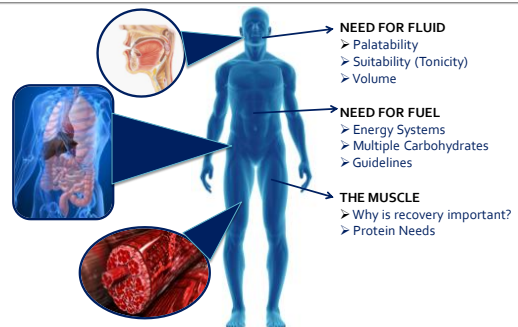 NEED FOR FLUID
➢ Palatability
➢ Suitability (Tonicity)
➢ Volume
NEED FOR FUEL
➢ Energy Systems
➢ Multiple Carbohydrates
➢ Guidelines
THE MUSCLE
➢ Why is recovery important?
➢ Protein Needs